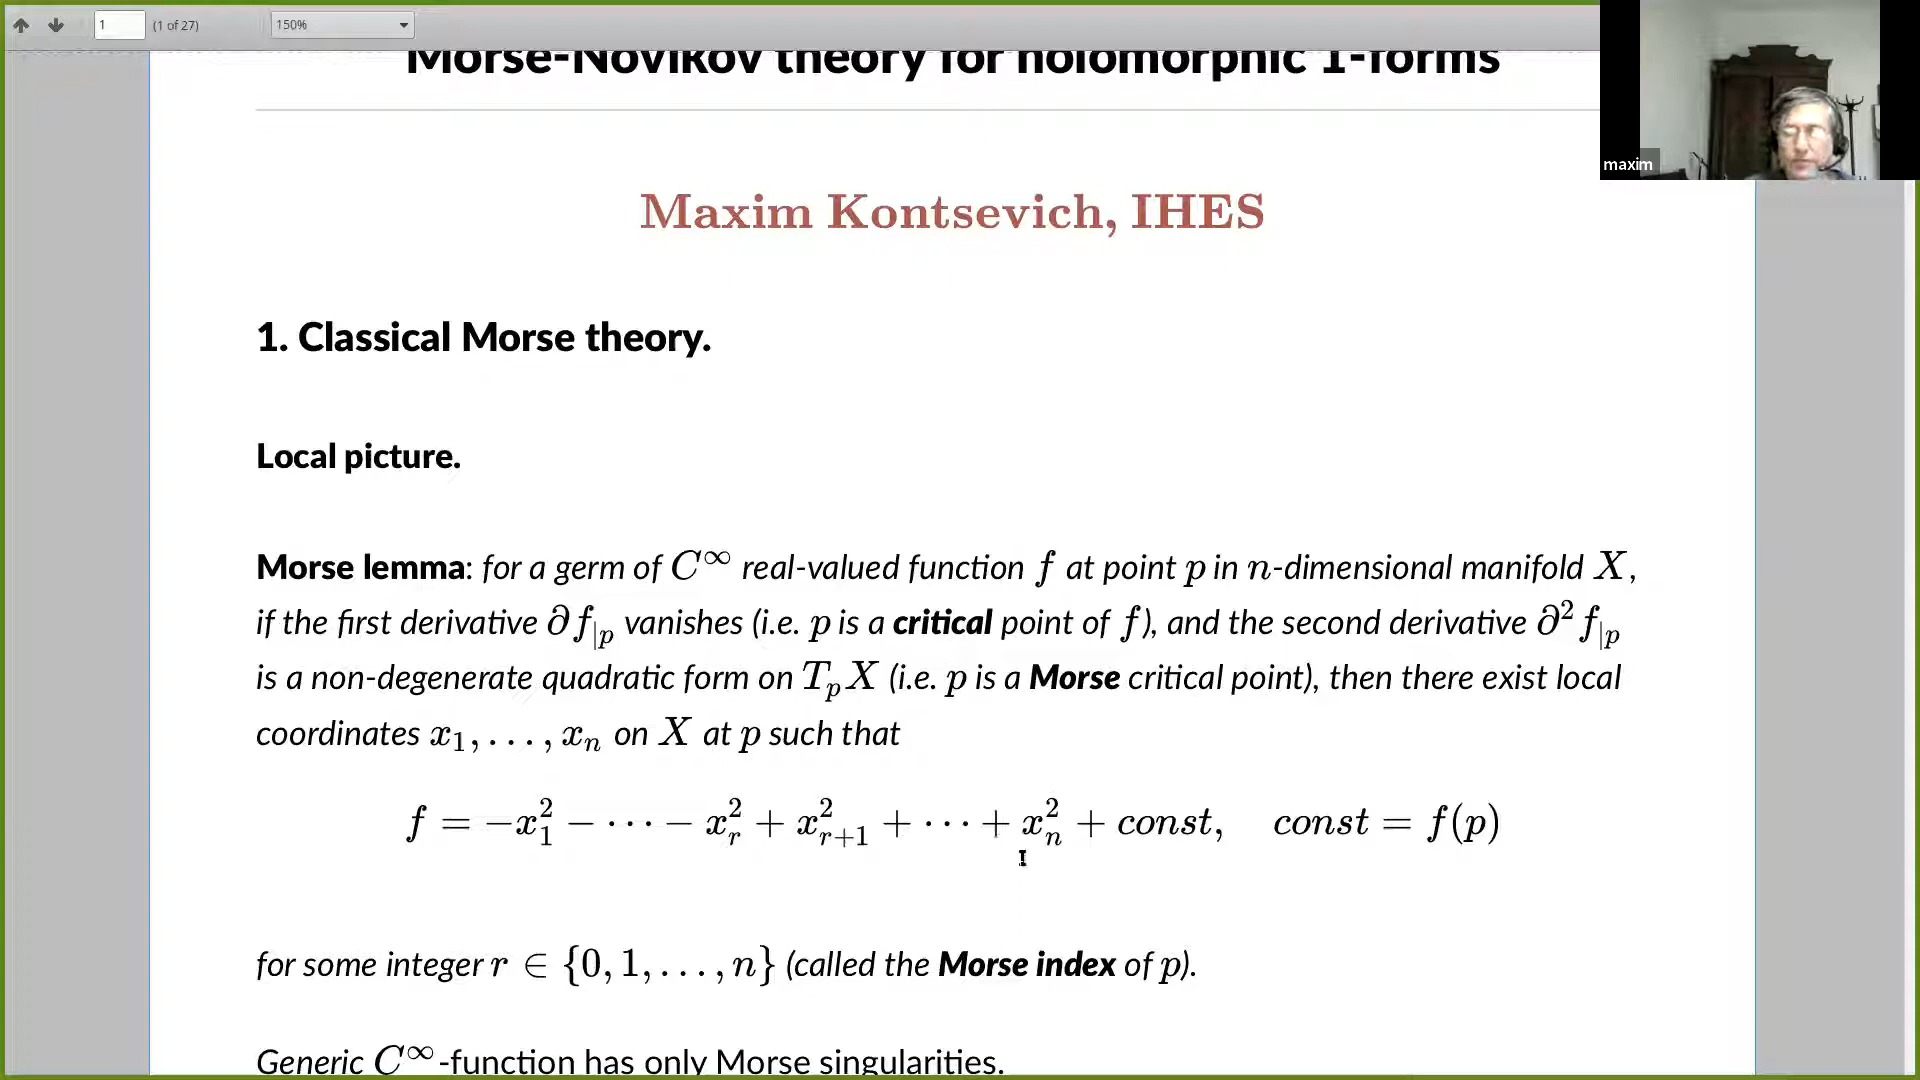 1 (1 of 27) 150%
Morse-Novikov theory for holomorphic 1-forms
maxim
Maxim Kontsevich, IHES
1. Classical Morse theory.
Local picture.
Morse lemma: for a germ of C^∞ real-valued function f at point p in n-dimensional manifold X,
if the first derivative ∂f_{|p} vanishes (i.e. p is a critical point of f), and the second derivative ∂²f_{|p}
is a non-degenerate quadratic form on T_pX (i.e. p is a Morse critical point), then there exist local
coordinates x_1, ..., x_n on X at p such that
f = −x_1^2 − ⋯ − x_r^2 + x_{r+1}^2 + ⋯ + x_n^2 + const, const = f(p)
for some integer r ∈ {0, 1, ..., n} (called the Morse index of p).
Generic C^∞-function has only Morse singularities.